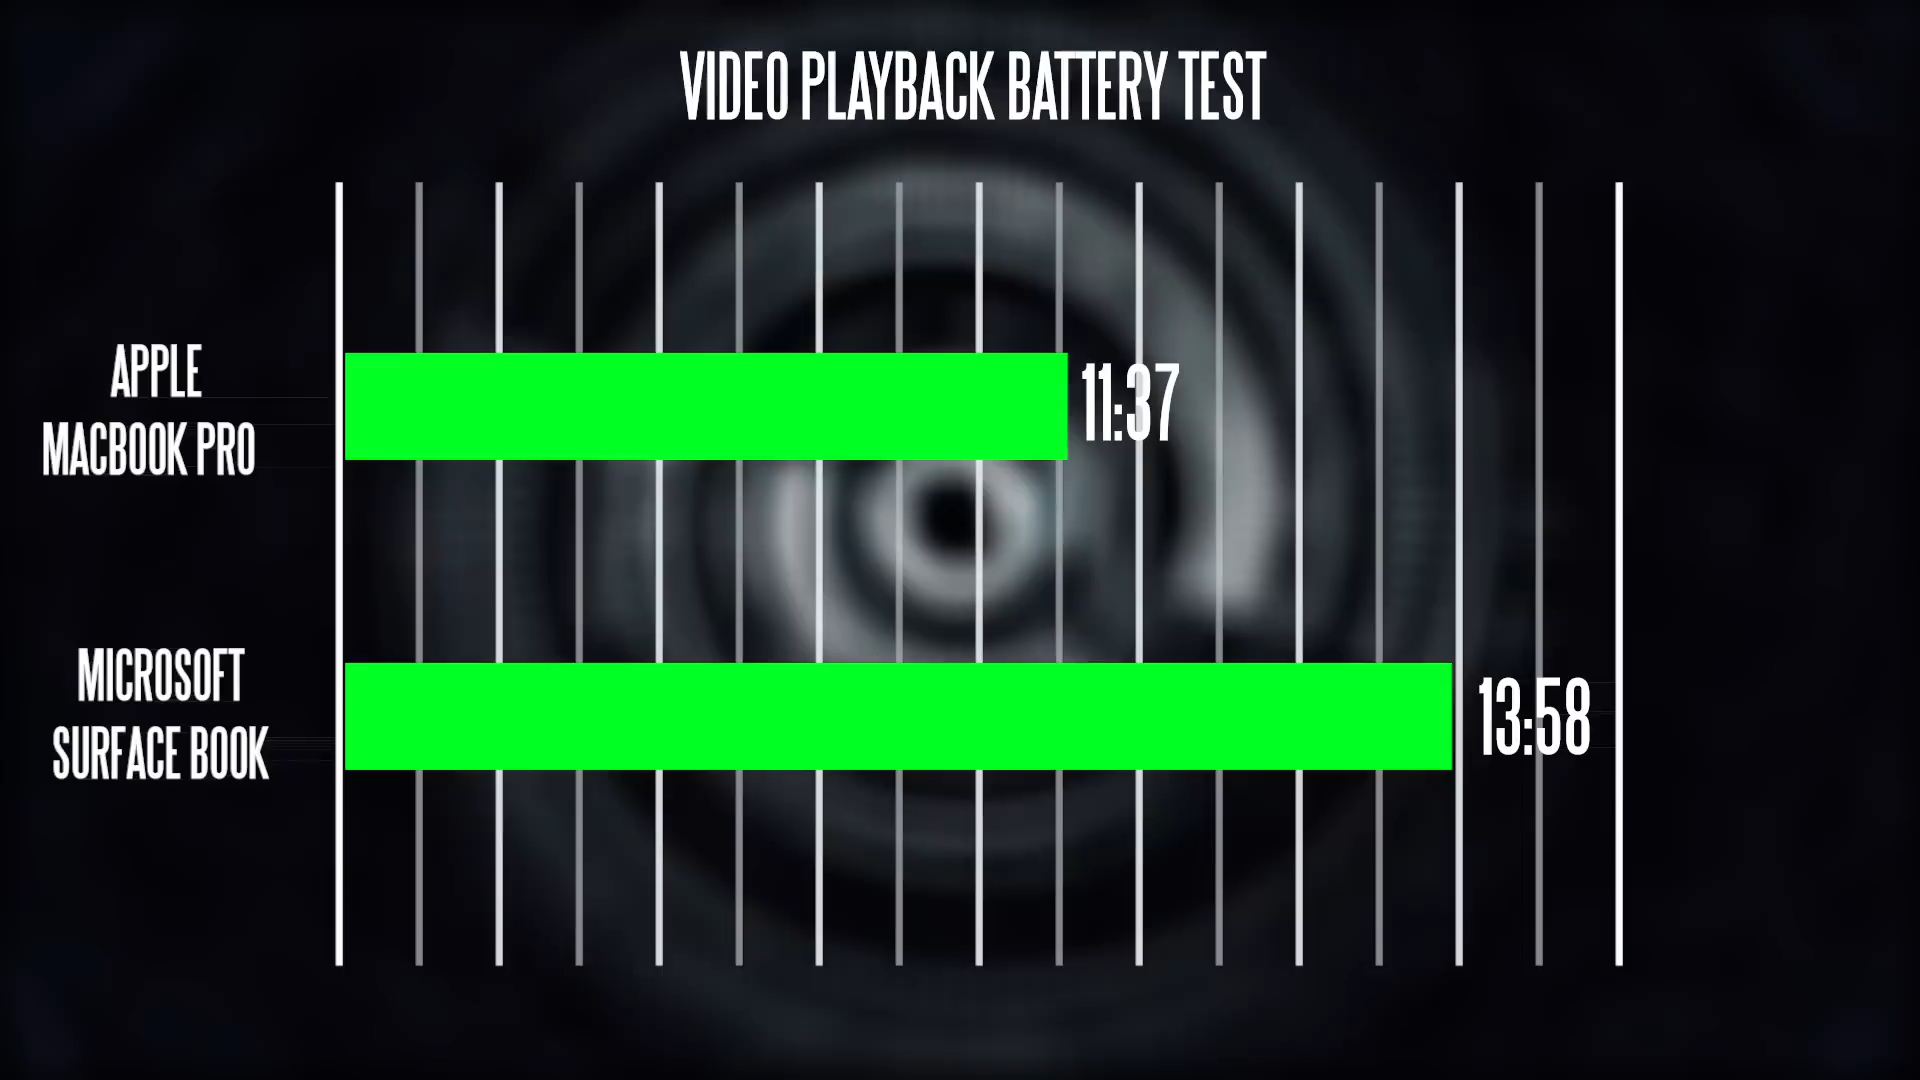 VIDEO PLAYBACK BATTERY TEST
APPLE
MACBOOK PRO
11:37
MICROSOFT
SURFACE BOOK
13:58